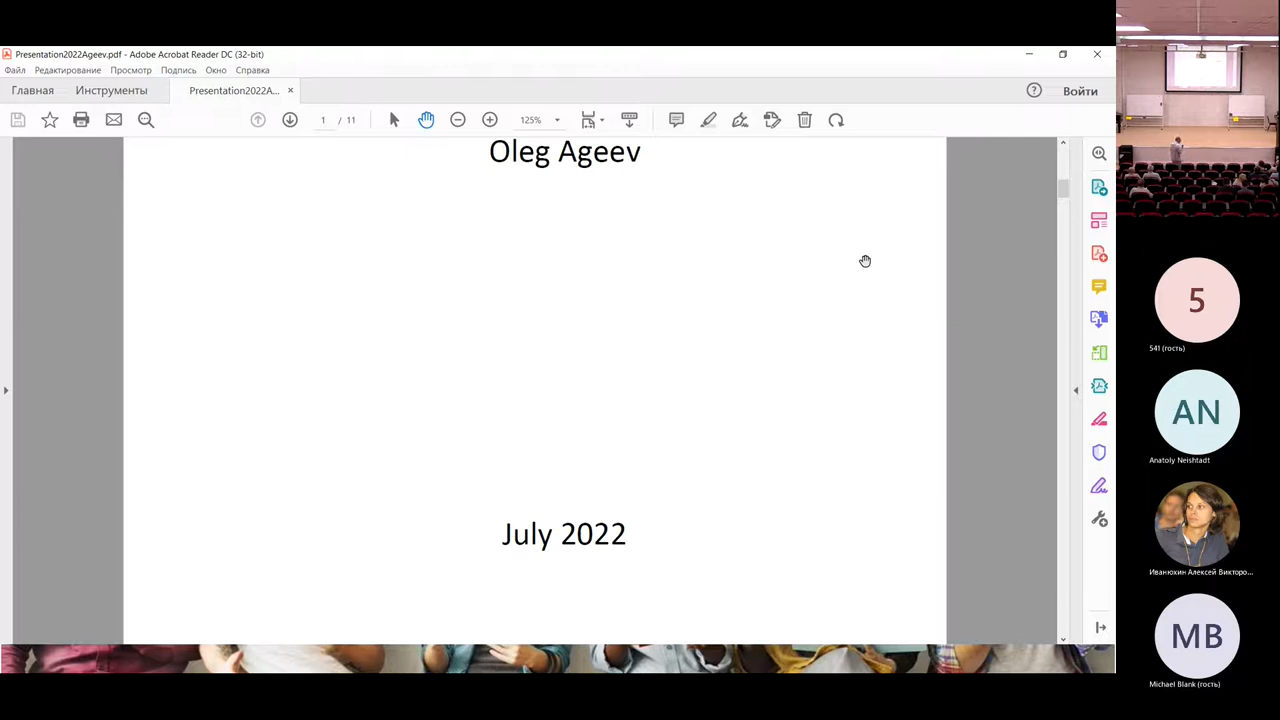 Presentation2022Ageev.pdf - Adobe Acrobat Reader DC (32-bit)
Файл Редактирование Просмотр Подпись Окно Справка
Главная Инструменты Presentation2022A... × Войти
1 / 11 125%
Oleg Ageev
July 2022
5
541 (гость)
AN
Anatoly Neishtadt
Иванюхин Алексей Викторо...
MB
Michael Blank (гость)